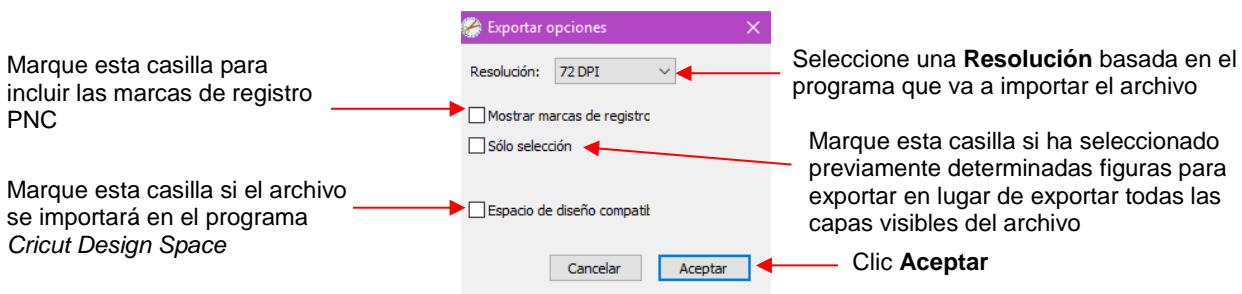 Marque esta casilla para
incluir las marcas de registro
PNC
Marque esta casilla si el archivo
se importará en el programa
Cricut Design Space
Exportar opciones
Resolución: 72 DPI
Mostrar marcas de registro
Sólo selección
Espacio de diseño compatit
Cancelar Aceptar
Seleccione una Resolución basada en el
programa que va a importar el archivo
Marque esta casilla si ha seleccionado
previamente determinadas figuras para
exportar en lugar de exportar todas las
capas visibles del archivo
Clic Aceptar